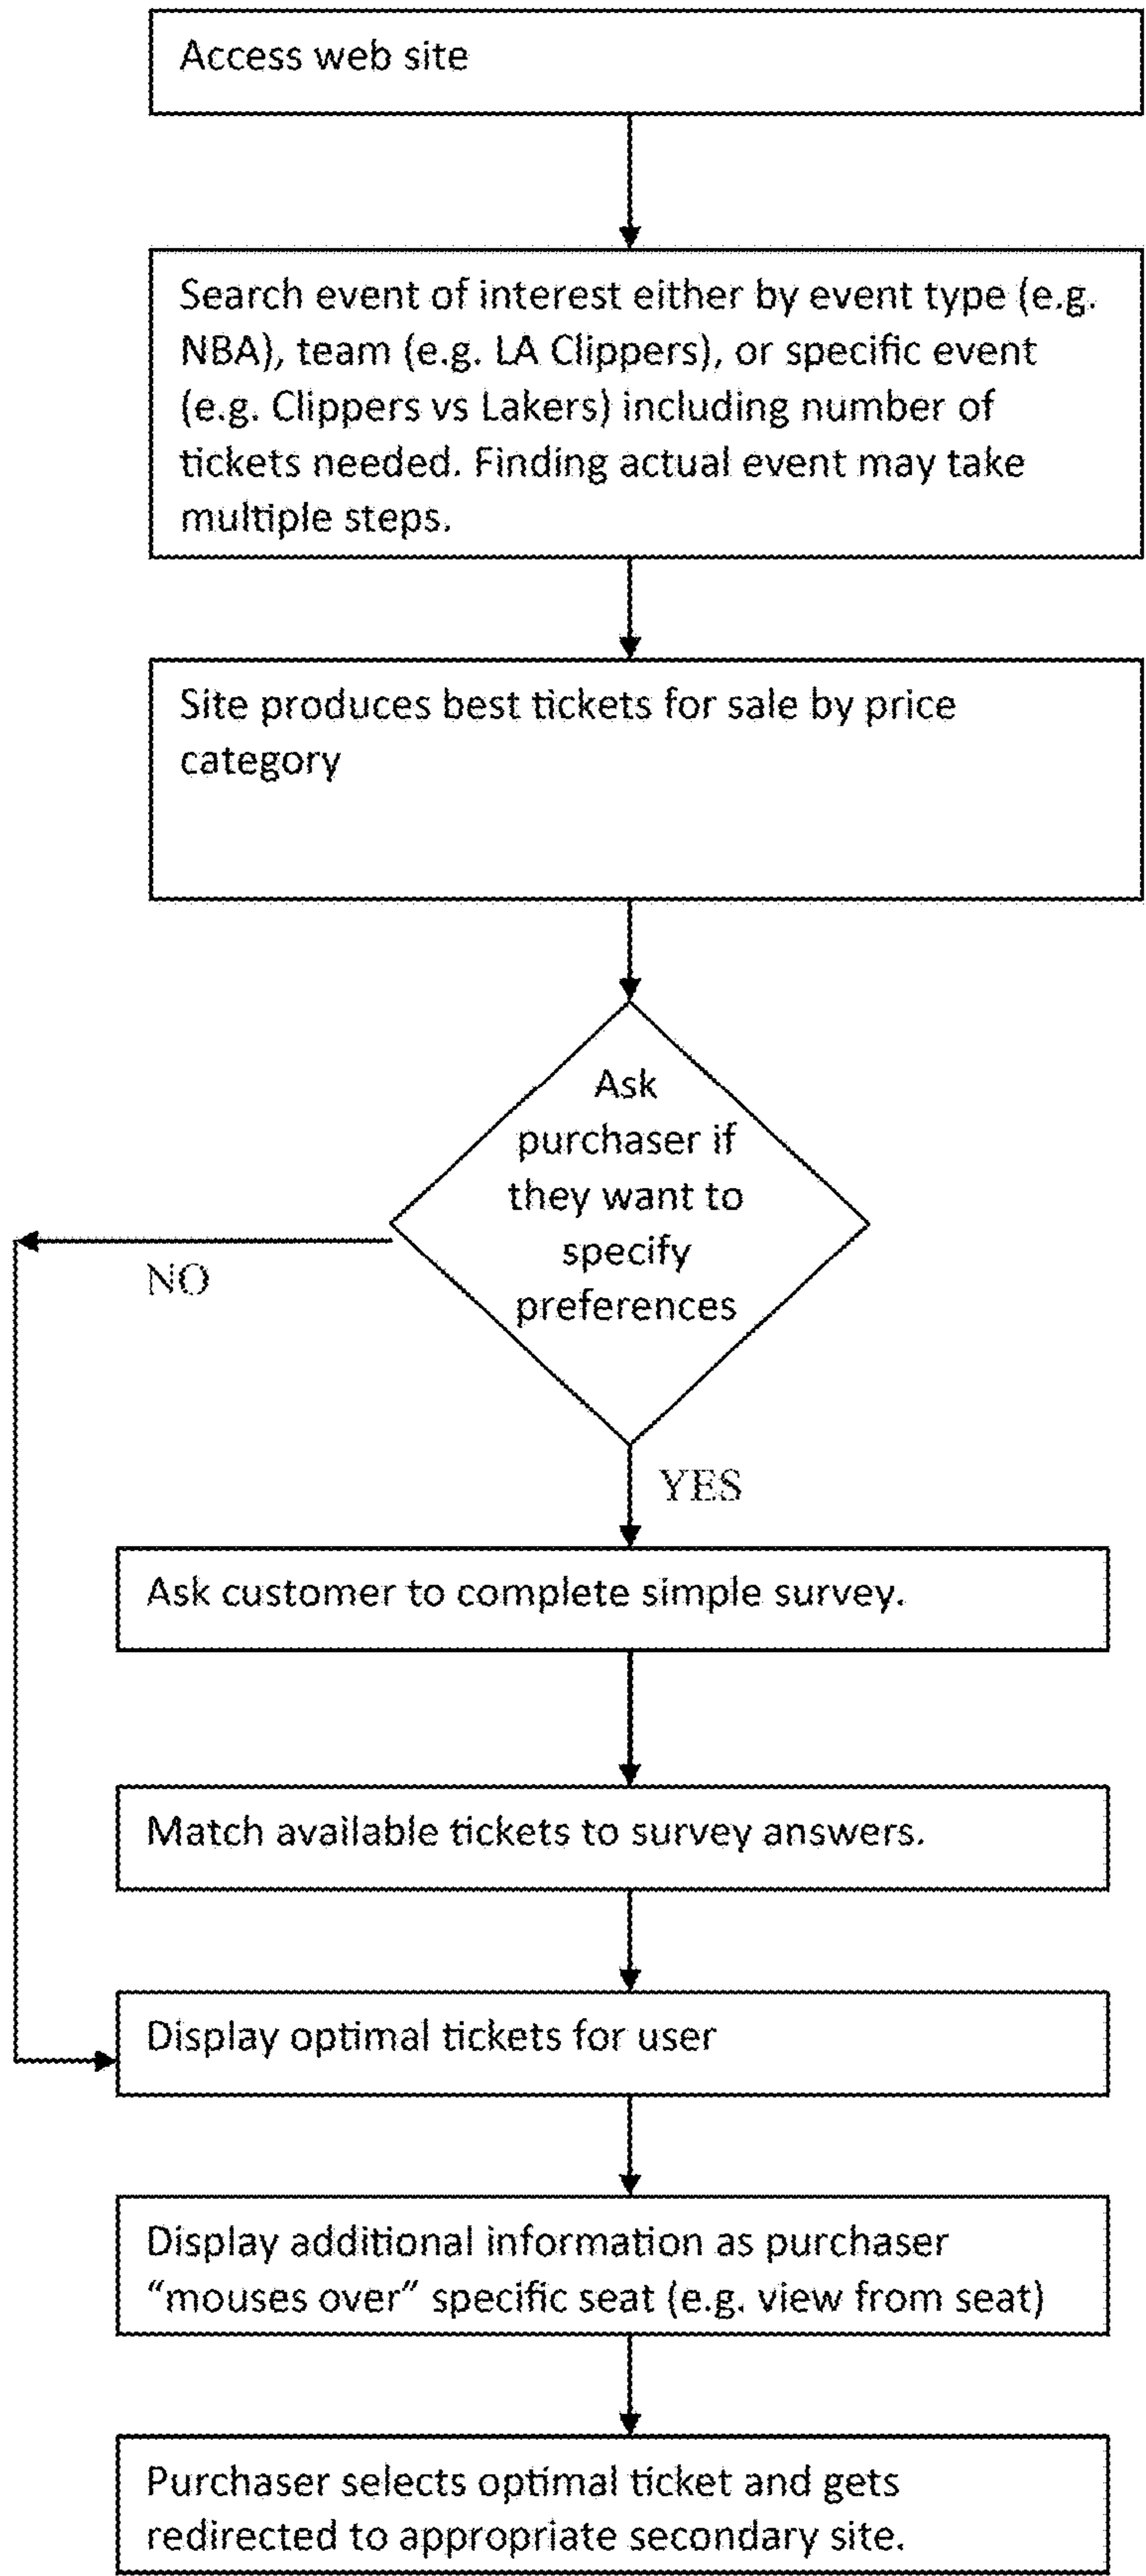 Access web site
Search event of interest either by event type (e.g.
NBA), team (e.g. LA Clippers), or specific event
(e.g. Clippers vs Lakers) including number of
tickets needed. Finding actual event may take
multiple steps.
Site produces best tickets for sale by price
category
Ask
purchaser if
they want to
specify
preferences
NO
YES
Ask customer to complete simple survey.
Match available tickets to survey answers.
Display optimal tickets for user
Display additional information as purchaser
“mouses over” specific seat (e.g. view from seat)
Purchaser selects optimal ticket and gets
redirected to appropriate secondary site.